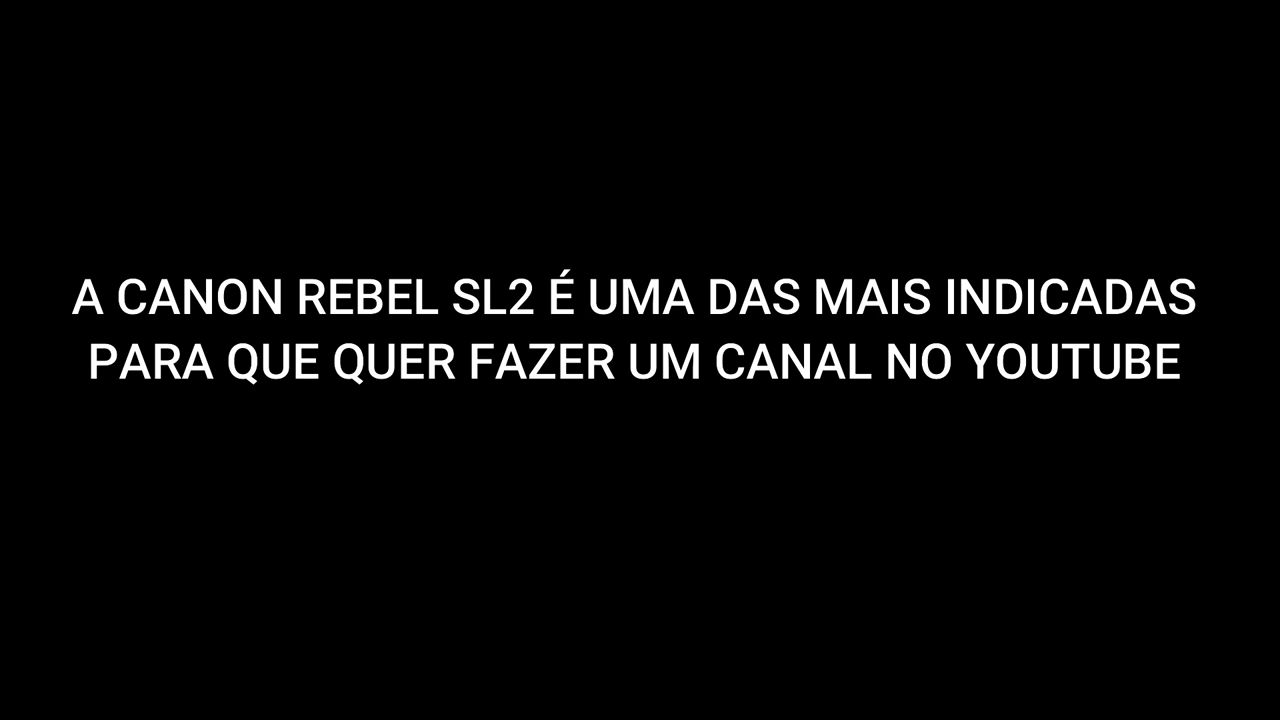 A CANON REBEL SL2 É UMA DAS MAIS INDICADAS
PARA QUE QUER FAZER UM CANAL NO YOUTUBE